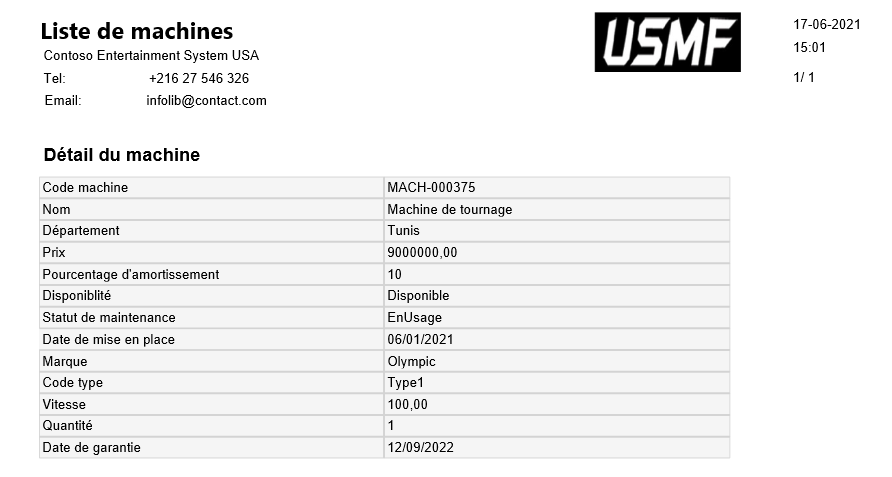 Liste de machines
Contoso Entertainment System USA
Tel: +216 27 546 326
Email: infolib@contact.com
USMF
17-06-2021
15:01
1/ 1
Détail du machine
Code machine MACH-000375
Nom Machine de tournage
Département Tunis
Prix 9000000,00
Pourcentage d'amortissement 10
Disponiblité Disponible
Statut de maintenance EnUsage
Date de mise en place 06/01/2021
Marque Olympic
Code type Type1
Vitesse 100,00
Quantité 1
Date de garantie 12/09/2022